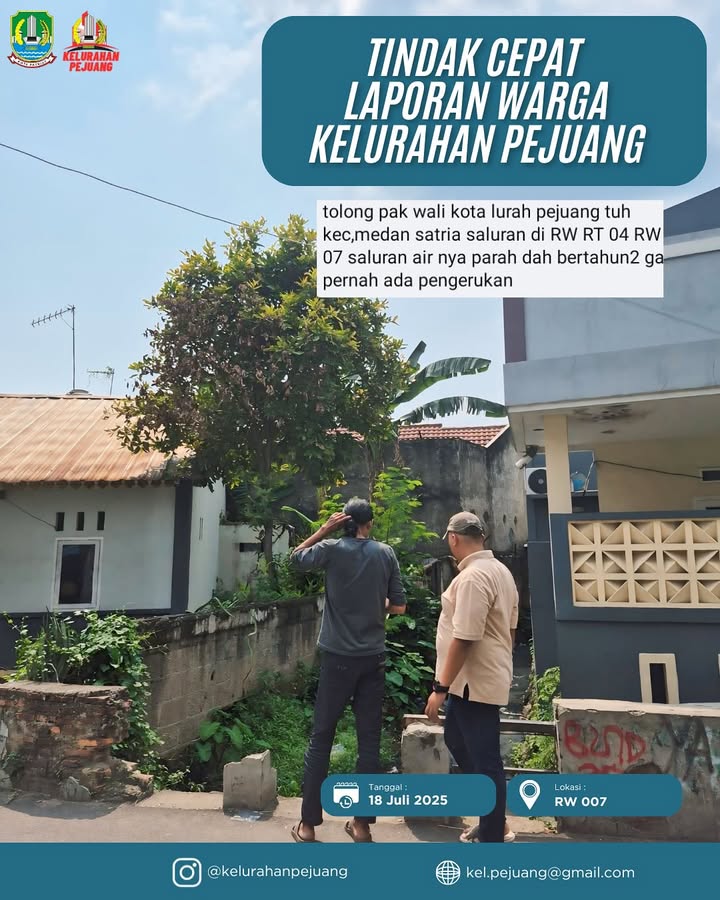 KELURAHAN
PEJUANG
TINDAK CEPAT
LAPORAN WARGA
KELURAHAN PEJUANG
tolong pak wali kota lurah pejuang tuh
kec,medan satria saluran di RW RT 04 RW
07 saluran air nya parah dah bertahun2 ga
pernah ada pengerukan
Tanggal :
18 Juli 2025
Lokasi :
RW 007
@kelurahanpejuang
kel.pejuang@gmail.com